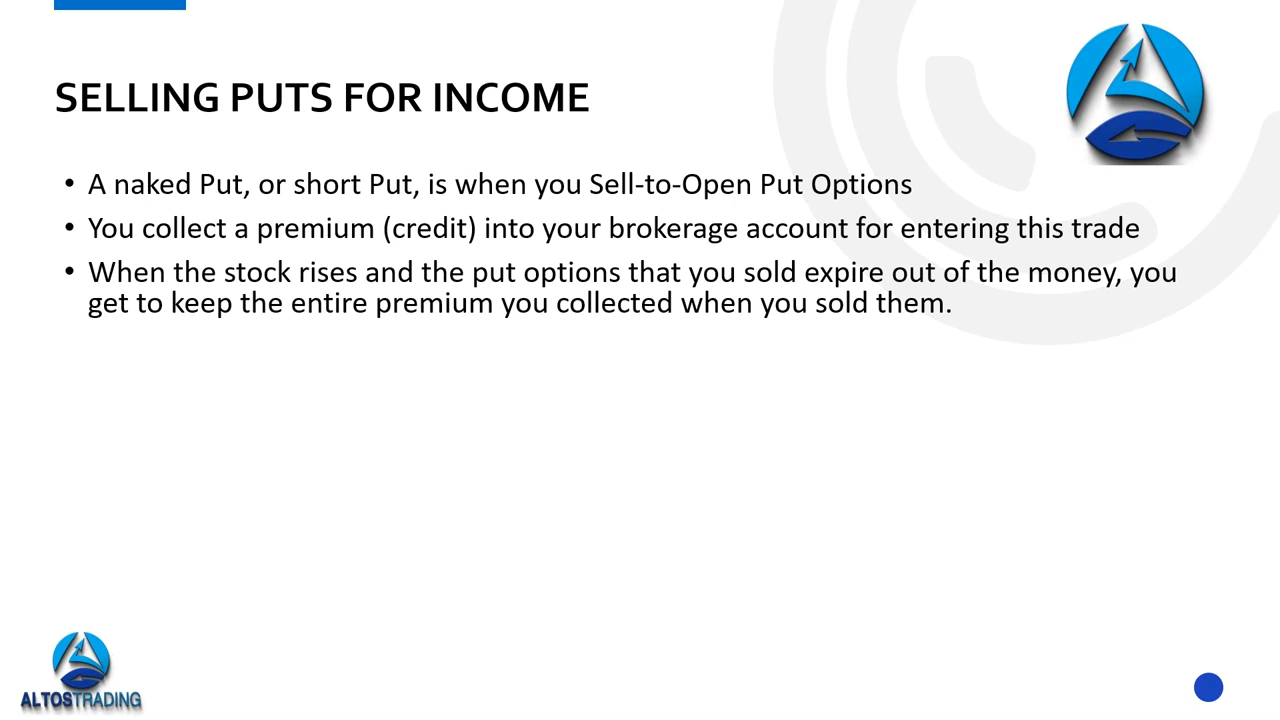 SELLING PUTS FOR INCOME
• A naked Put, or short Put, is when you Sell-to-Open Put Options
• You collect a premium (credit) into your brokerage account for entering this trade
• When the stock rises and the put options that you sold expire out of the money, you
get to keep the entire premium you collected when you sold them.
ALTOSTRADING